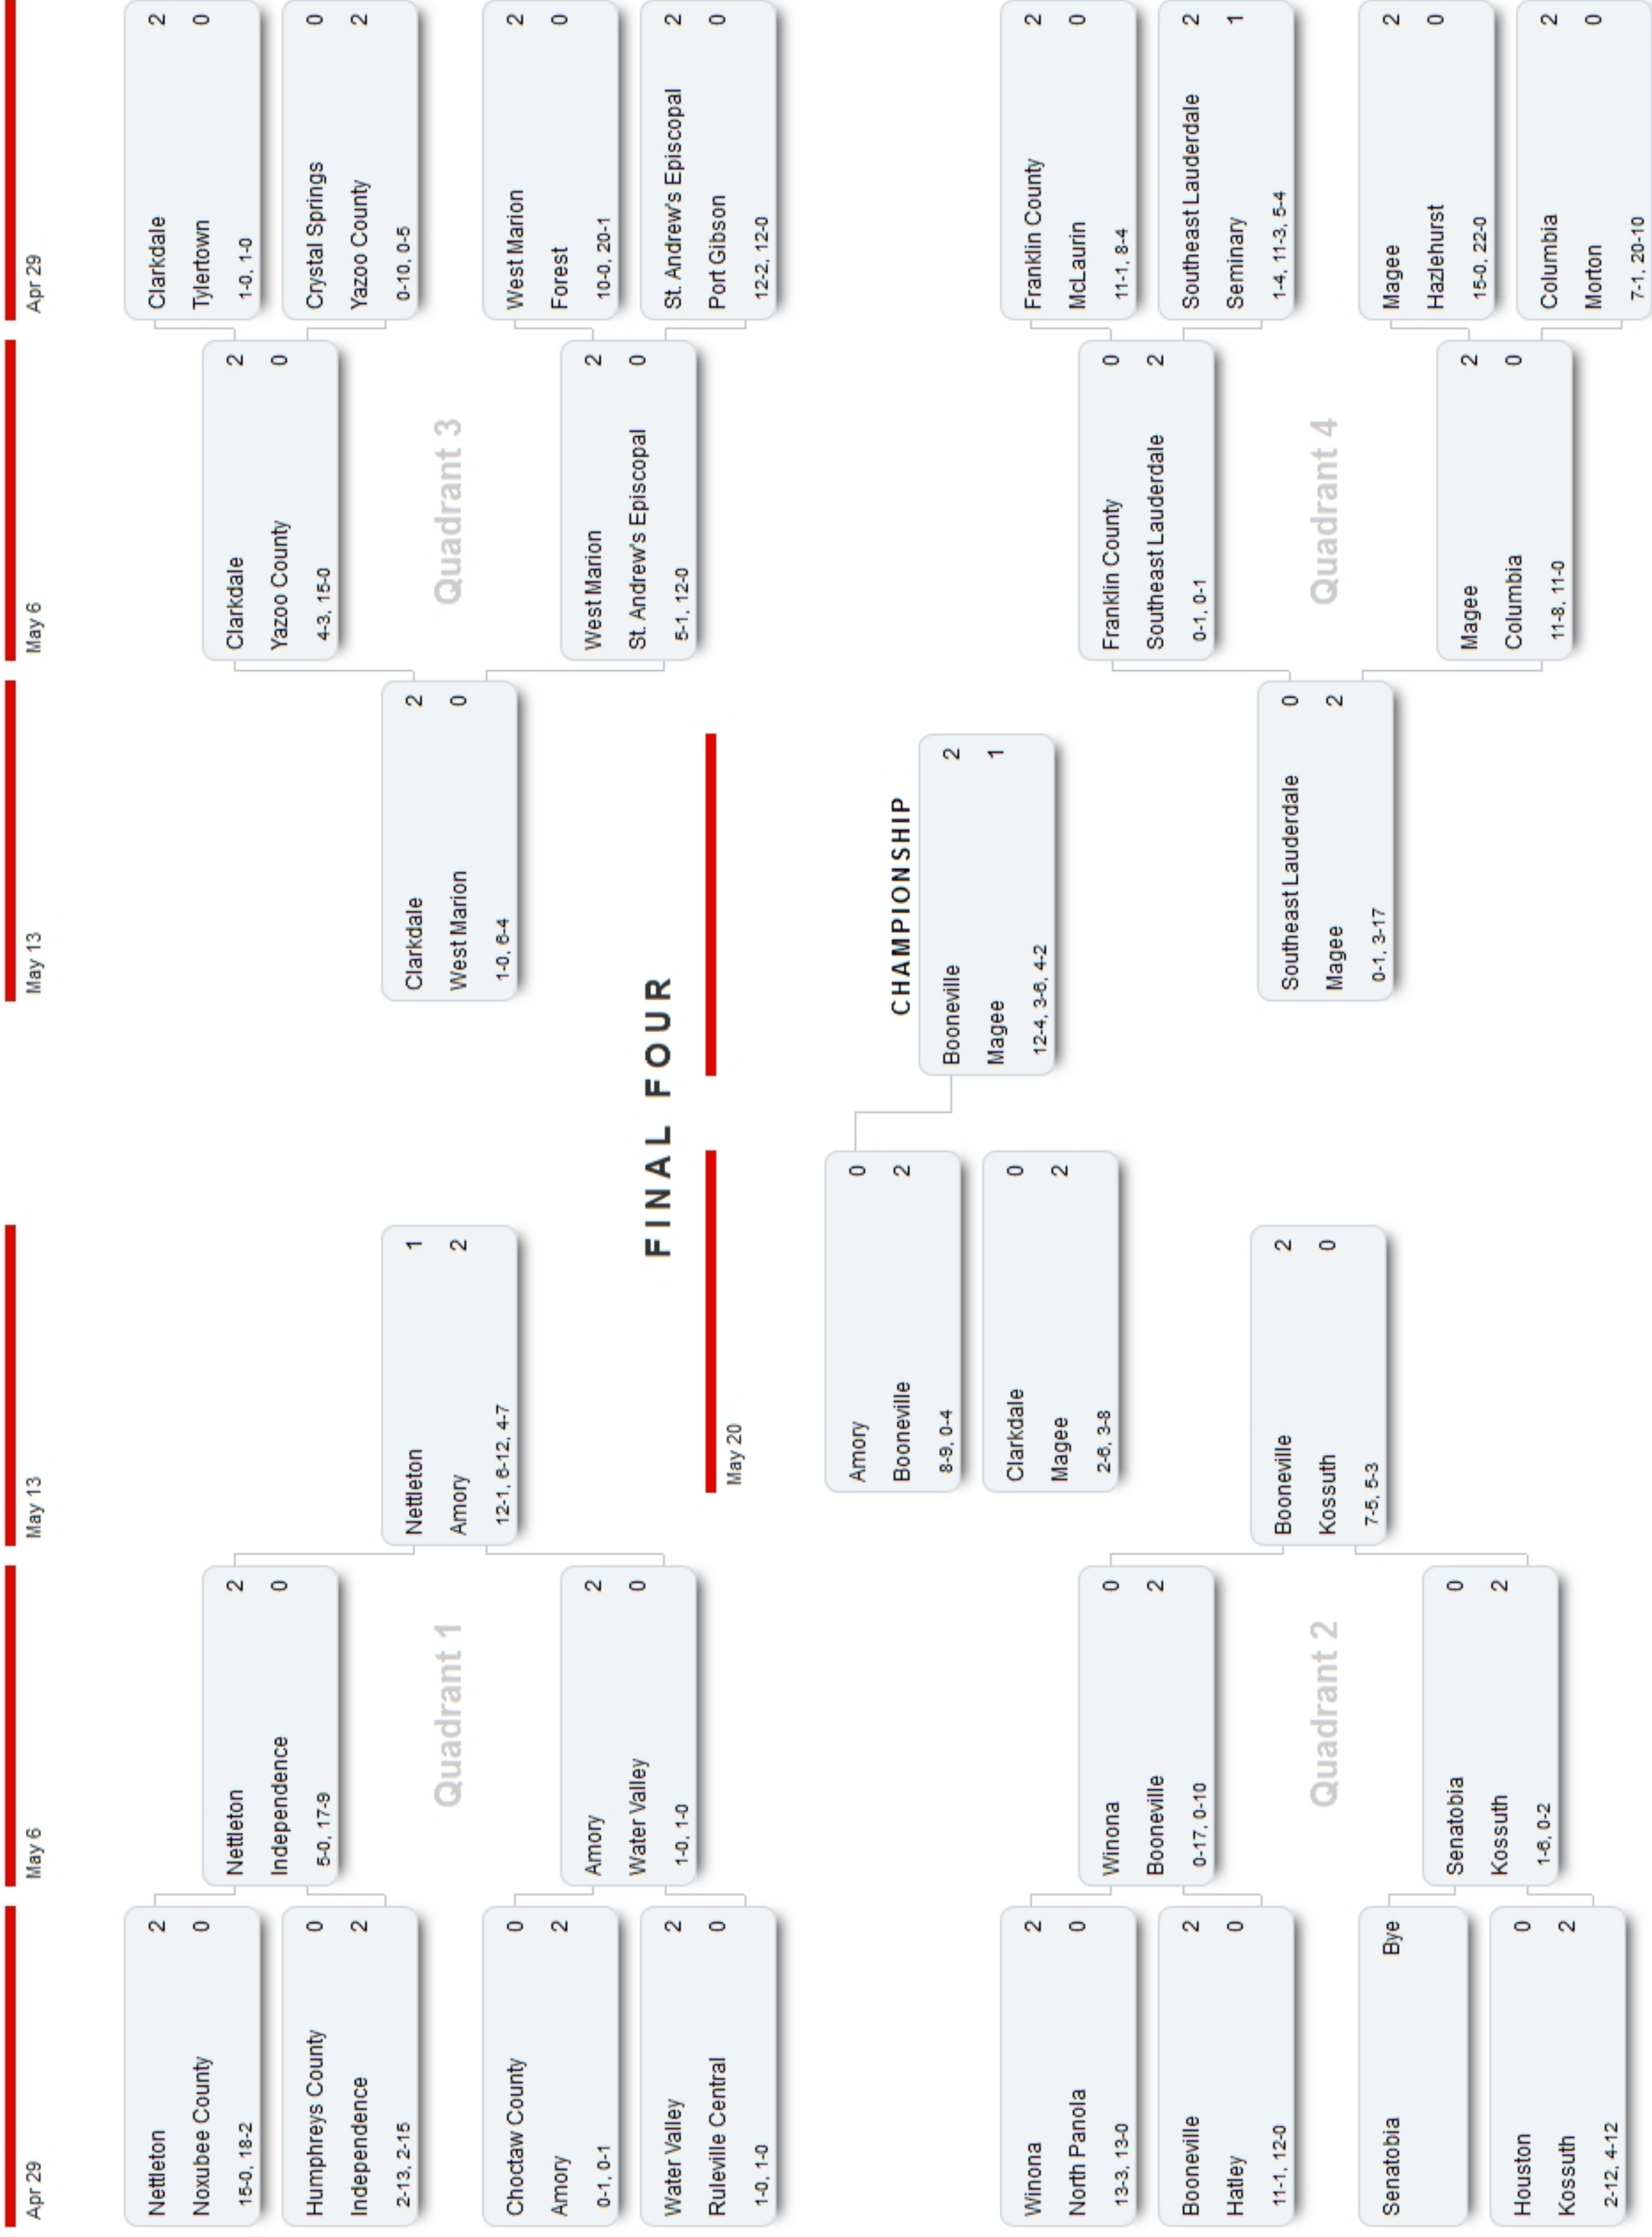 Apr 29
May 6
May 13
May 13
May 6
Apr 29
Nettleton 2
Noxubee County 0
15-0, 18-2
Humphreys County 0
Independence 2
2-13, 2-15
Choctaw County 0
Amory 2
0-1, 0-1
Water Valley 2
Ruleville Central 0
1-0, 1-0
Nettleton 2
Independence 0
5-0, 17-9
Quadrant 1
Amory 2
Water Valley 0
1-0, 1-0
Nettleton 1
Amory 2
12-1, 6-12, 4-7
Clarkdale 2
West Marion 0
1-0, 6-4
Clarkdale 2
Yazoo County 0
4-3, 15-0
Quadrant 3
West Marion 2
St. Andrew's Episcopal 0
5-1, 12-0
Clarkdale 2
Tylertown 0
1-0, 1-0
Crystal Springs 0
Yazoo County 2
0-10, 0-5
West Marion 2
Forest 0
10-0, 20-1
St. Andrew's Episcopal 2
Port Gibson 0
12-2, 12-0
FINAL FOUR
May 20
Amory 0
Booneville 2
8-9, 0-4
Clarkdale 0
Magee 2
2-6, 3-8
CHAMPIONSHIP
Booneville 2
Magee 1
12-4, 3-6, 4-2
Winona 2
North Panola 0
13-3, 13-0
Booneville 2
Hatley 0
11-1, 12-0
Senatobia Bye
Houston 0
Kossuth 2
2-12, 4-12
Winona 0
Booneville 2
0-17, 0-10
Quadrant 2
Senatobia 0
Kossuth 2
1-6, 0-2
Booneville 2
Kossuth 0
7-5, 5-3
Southeast Lauderdale 0
Magee 2
0-1, 3-17
Franklin County 0
Southeast Lauderdale 2
0-1, 0-1
Quadrant 4
Magee 2
Columbia 0
11-8, 11-0
Franklin County 2
McLaurin 0
11-1, 8-4
Southeast Lauderdale 2
Seminary 1
1-4, 11-3, 5-4
Magee 2
Hazlehurst 0
15-0, 22-0
Columbia 2
Morton 0
7-1, 20-10